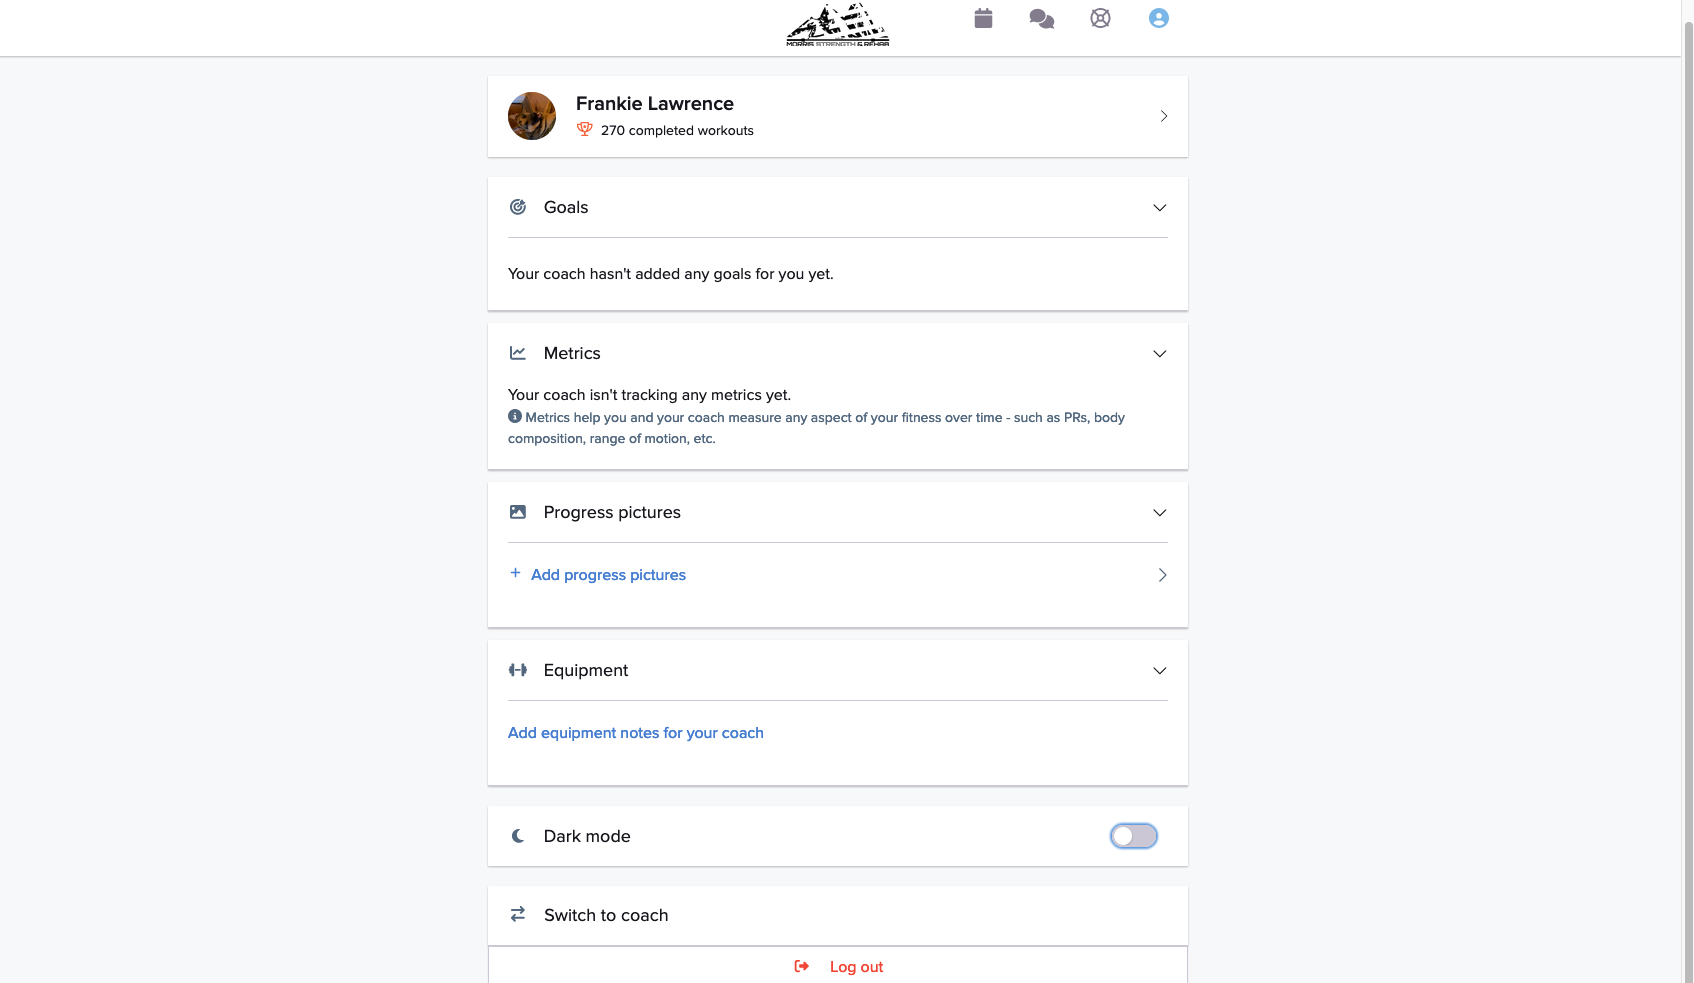 MORRIS STRENGTH & REHAB
Frankie Lawrence
270 completed workouts
Goals
Your coach hasn't added any goals for you yet.
Metrics
Your coach isn't tracking any metrics yet.
Metrics help you and your coach measure any aspect of your fitness over time - such as PRs, body
composition, range of motion, etc.
Progress pictures
+ Add progress pictures
Equipment
Add equipment notes for your coach
Dark mode
Switch to coach
Log out